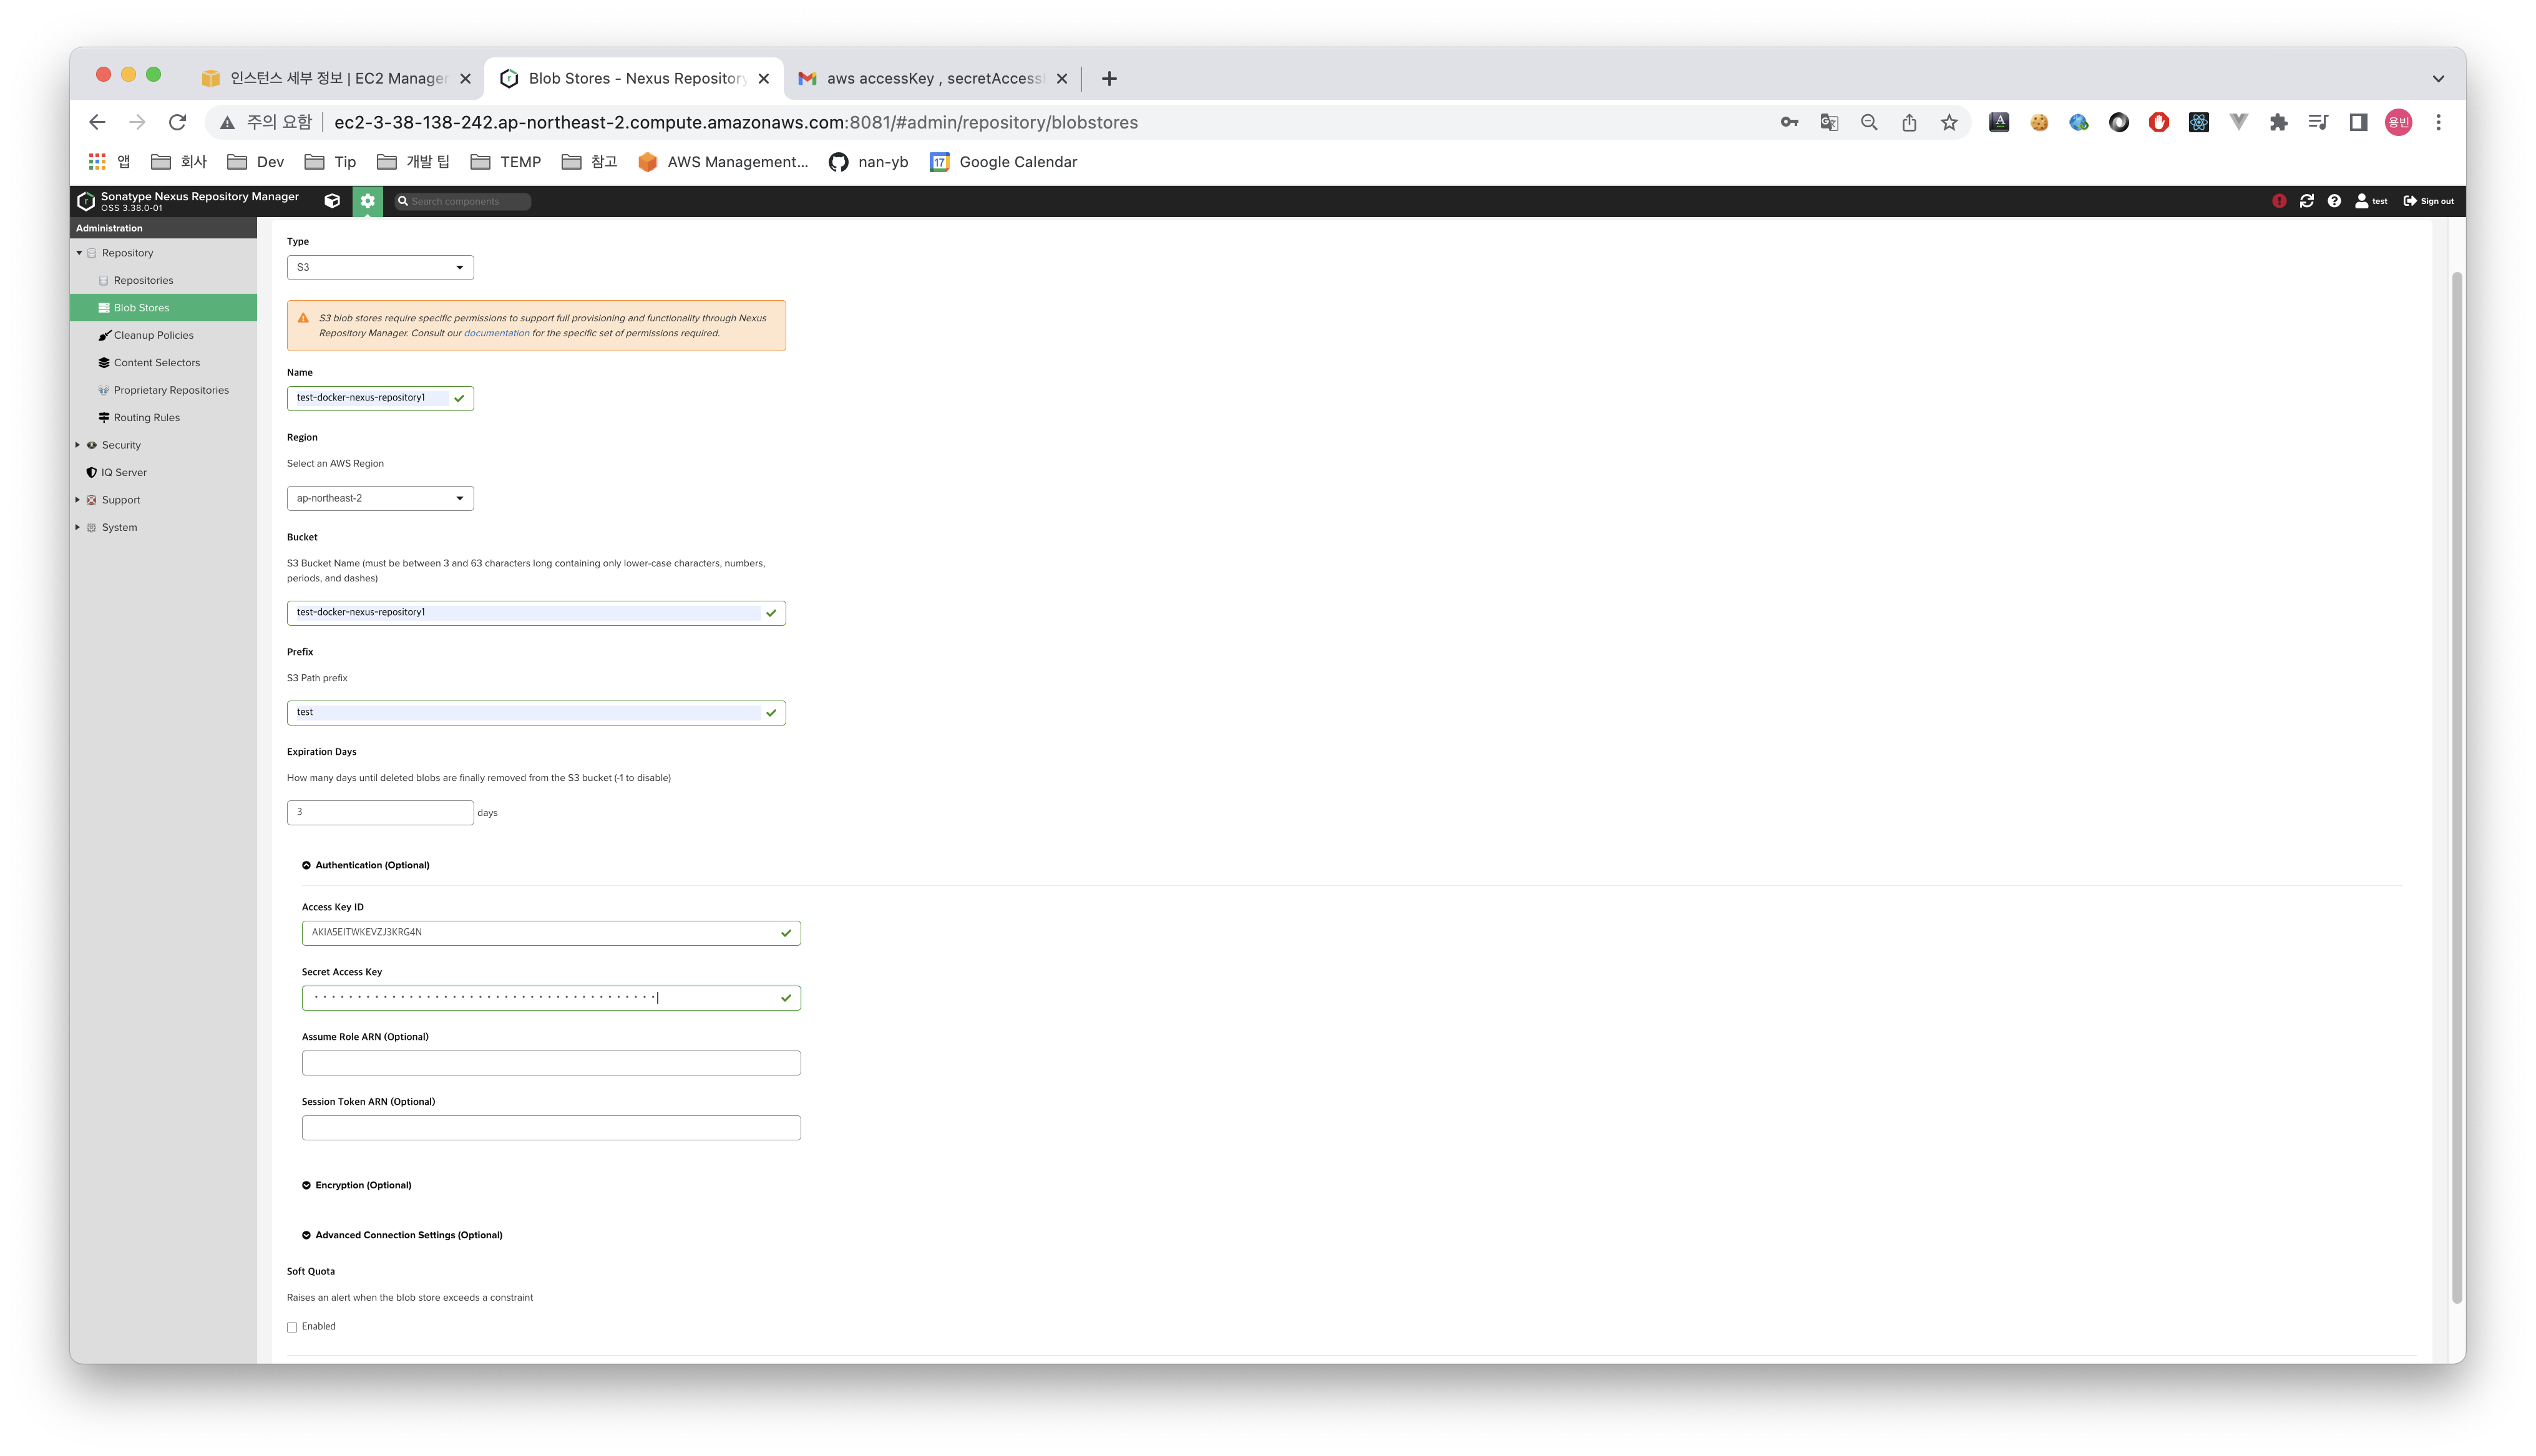 인스턴스 세부 정보 | EC2 Manager
Blob Stores - Nexus Repository
aws accessKey , secretAccess
주의 요함
ec2-3-38-138-242.ap-northeast-2.compute.amazonaws.com:8081/#admin/repository/blobstores
용빈
앱
회사
Dev
Tip
개발 팁
TEMP
참고
AWS Management...
nan-yb
17
Google Calendar
Sonatype Nexus Repository Manager
OSS 3.38.0-01
Search components
test
Sign out
Administration
Repository
Repositories
Blob Stores
Cleanup Policies
Content Selectors
Proprietary Repositories
Routing Rules
Security
IQ Server
Support
System
Type
S3
S3 blob stores require specific permissions to support full provisioning and functionality through Nexus
Repository Manager. Consult our documentation for the specific set of permissions required.
Name
test-docker-nexus-repository1
Region
Select an AWS Region
ap-northeast-2
Bucket
S3 Bucket Name (must be between 3 and 63 characters long containing only lower-case characters, numbers,
periods, and dashes)
test-docker-nexus-repository1
Prefix
S3 Path prefix
test
Expiration Days
How many days until deleted blobs are finally removed from the S3 bucket (-1 to disable)
3
days
Authentication (Optional)
Access Key ID
AKIA5EITWKEVZJ3KRG4N
Secret Access Key
Assume Role ARN (Optional)
Session Token ARN (Optional)
Encryption (Optional)
Advanced Connection Settings (Optional)
Soft Quota
Raises an alert when the blob store exceeds a constraint
Enabled